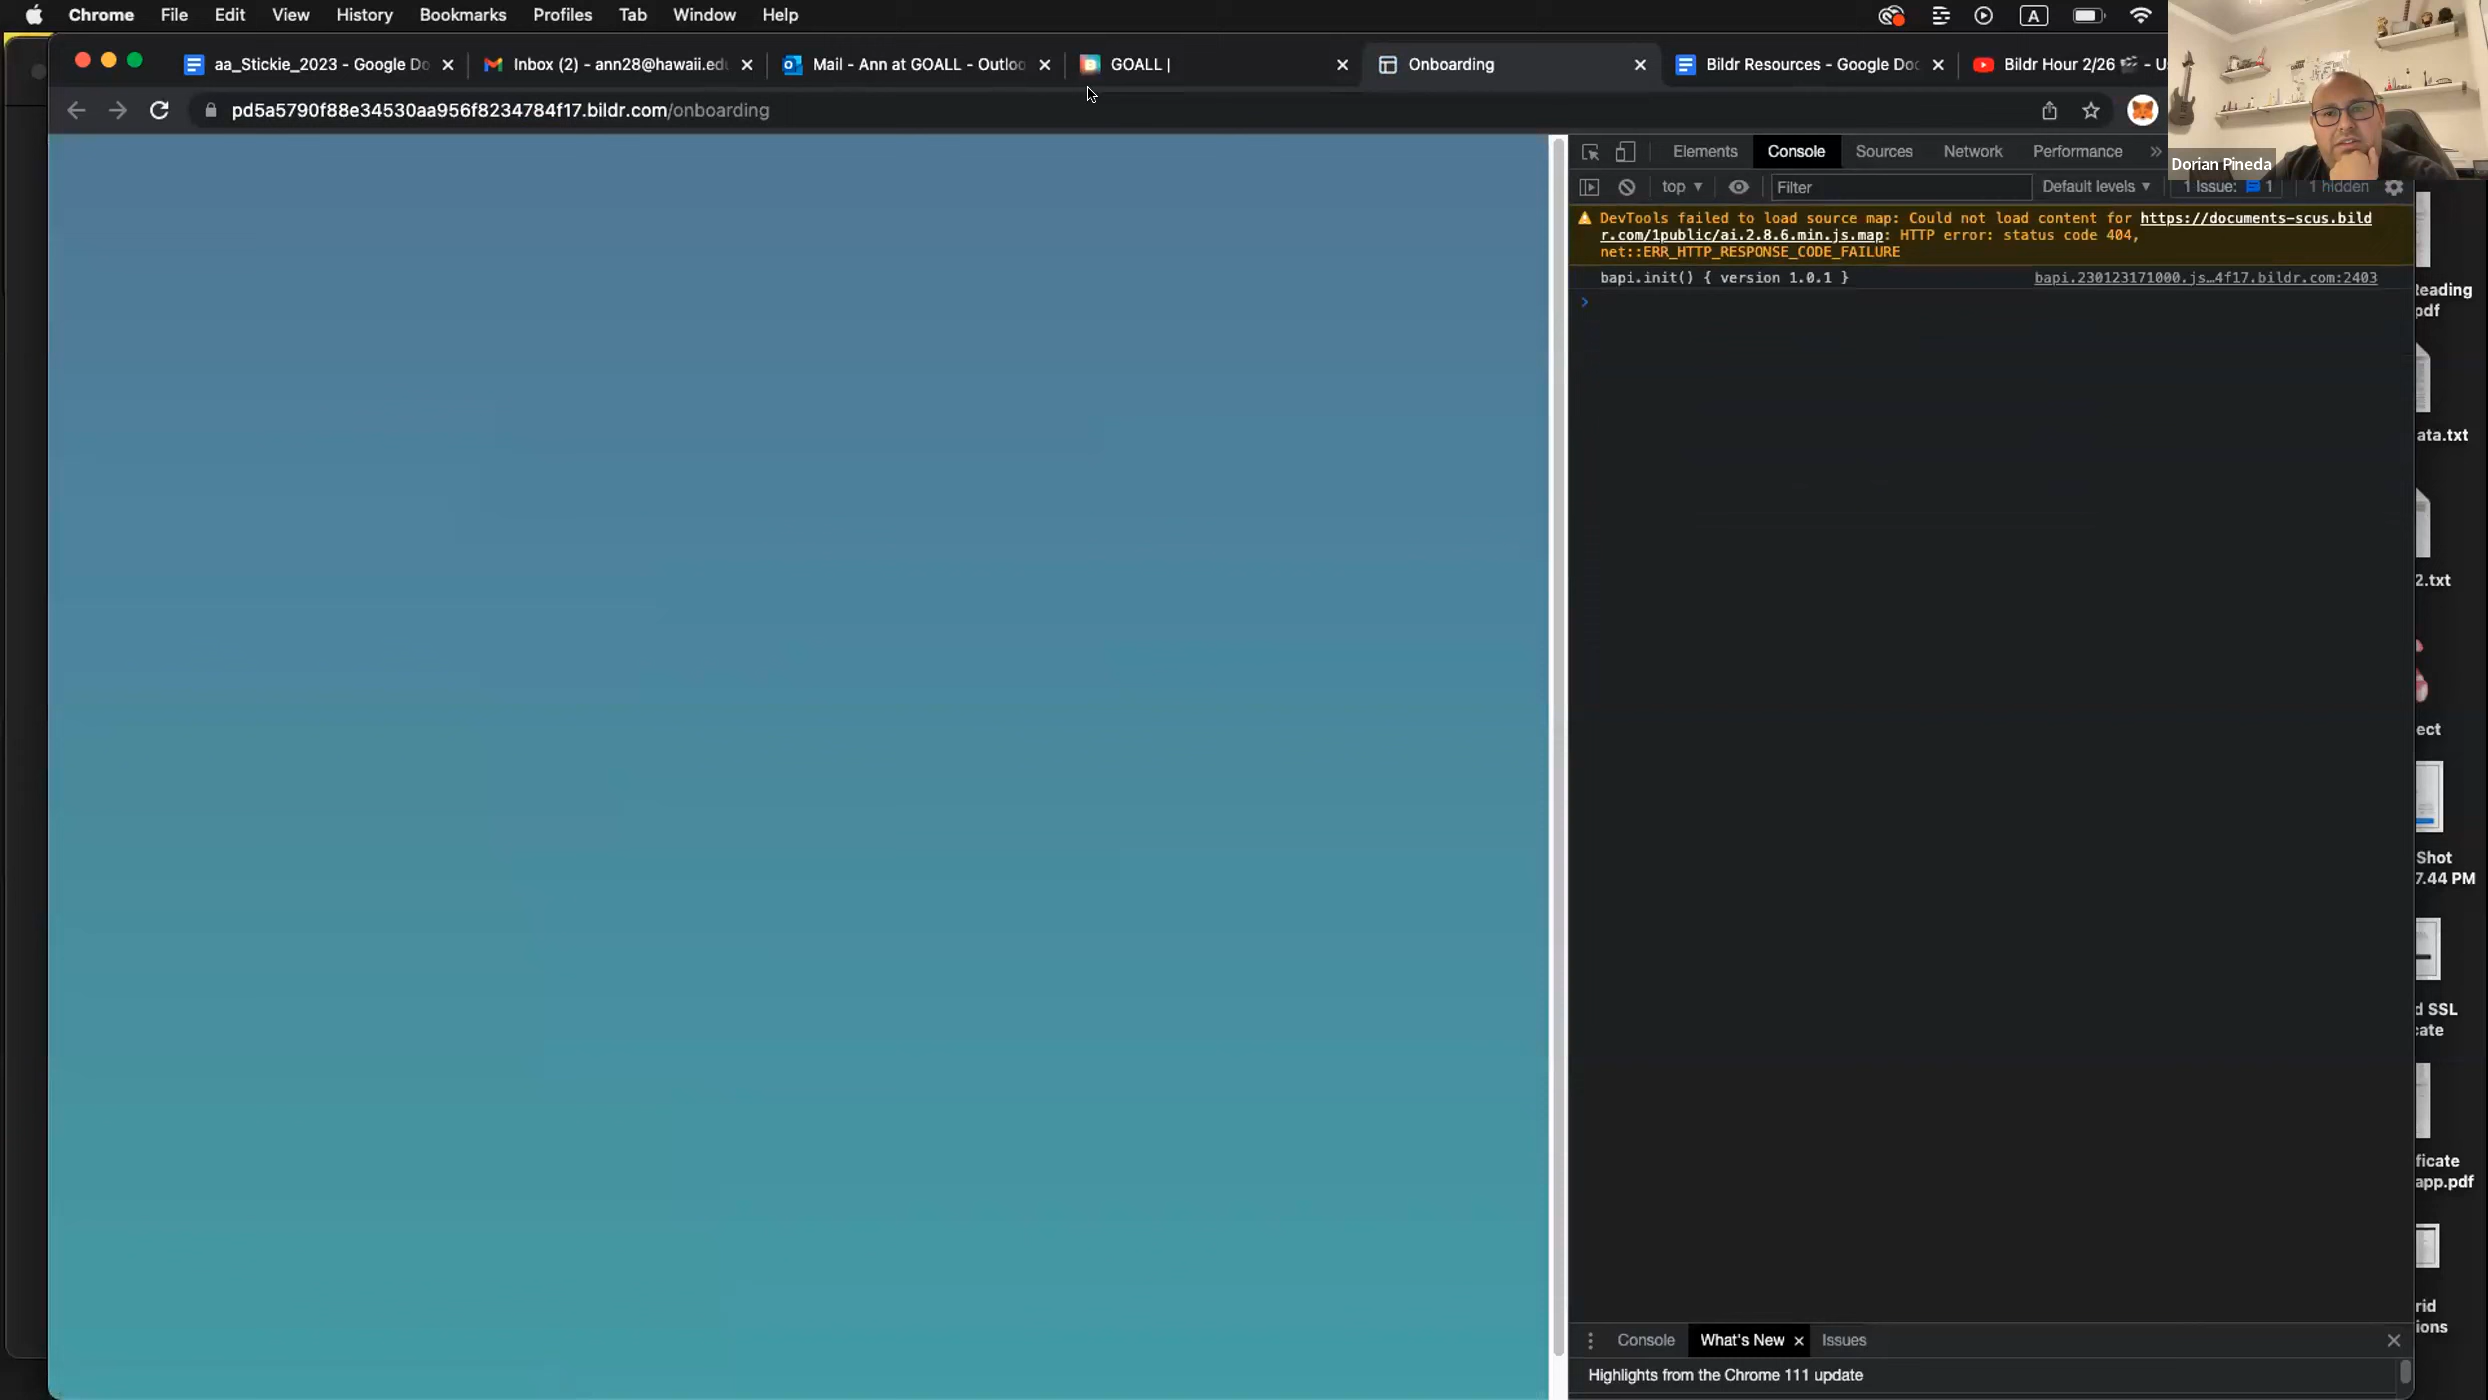 Chrome File Edit View History Bookmarks Profiles Tab Window Help
A
aa_Stickie_2023 - Google Do
Inbox (2) - ann28@hawaii.edu
Mail - Ann at GOALL - Outloo
GOALL |
Onboarding
Bildr Resources - Google Doc
Bildr Hour 2/26
pd5a5790f88e34530aa956f8234784f17.bildr.com/onboarding
Dorian Pineda
Elements Console Sources Network Performance »
top Filter Default levels 1 Issue: 1 1 hidden
DevTools failed to load source map: Could not load content for https://documents-scus.bild
r.com/1public/ai.2.8.6.min.js.map: HTTP error: status code 404,
net::ERR_HTTP_RESPONSE_CODE_FAILURE
bapi.init() { version 1.0.1 } bapi.230123171000.js…4f17.bildr.com:2403
>
pdf
ata.txt
2.txt
ect
Shot
7.44 PM
d SSL
ficate
app.pdf
rid
ions
Console What's New Issues
Highlights from the Chrome 111 update